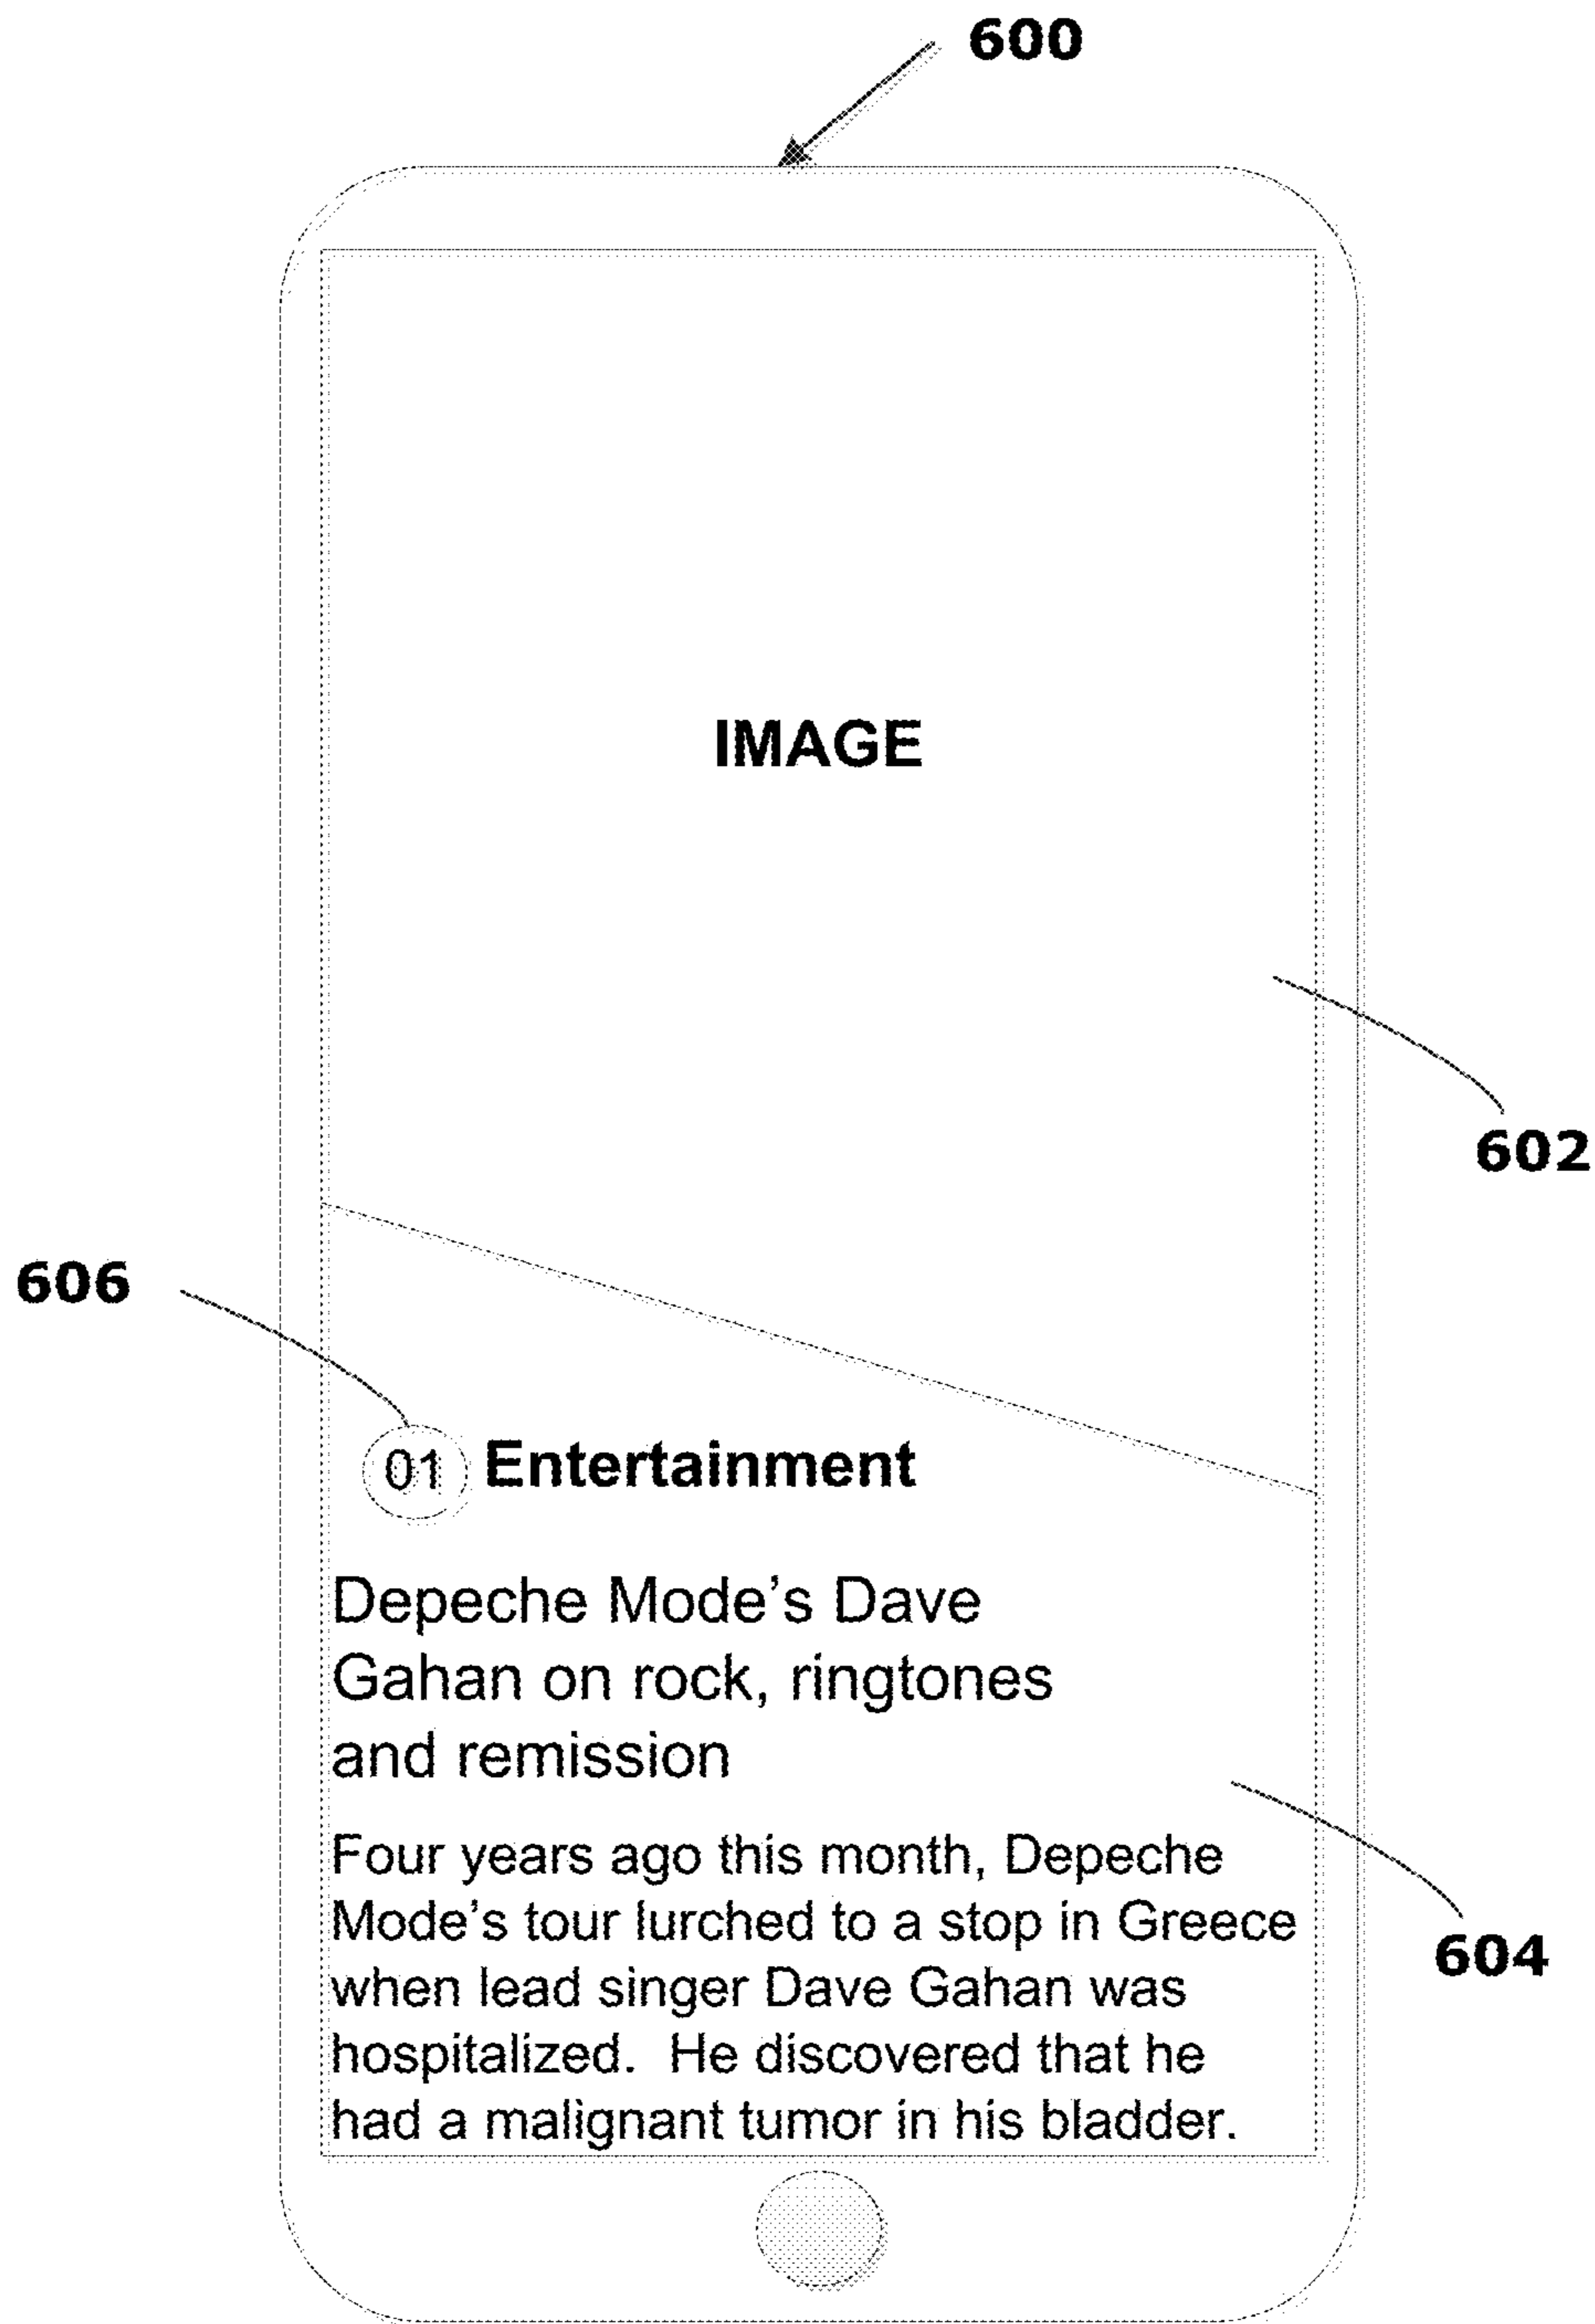 600
IMAGE
602
606
01 Entertainment
Depeche Mode's Dave
Gahan on rock, ringtones
and remission
Four years ago this month, Depeche
Mode's tour lurched to a stop in Greece
when lead singer Dave Gahan was
hospitalized.  He discovered that he
had a malignant tumor in his bladder.
604